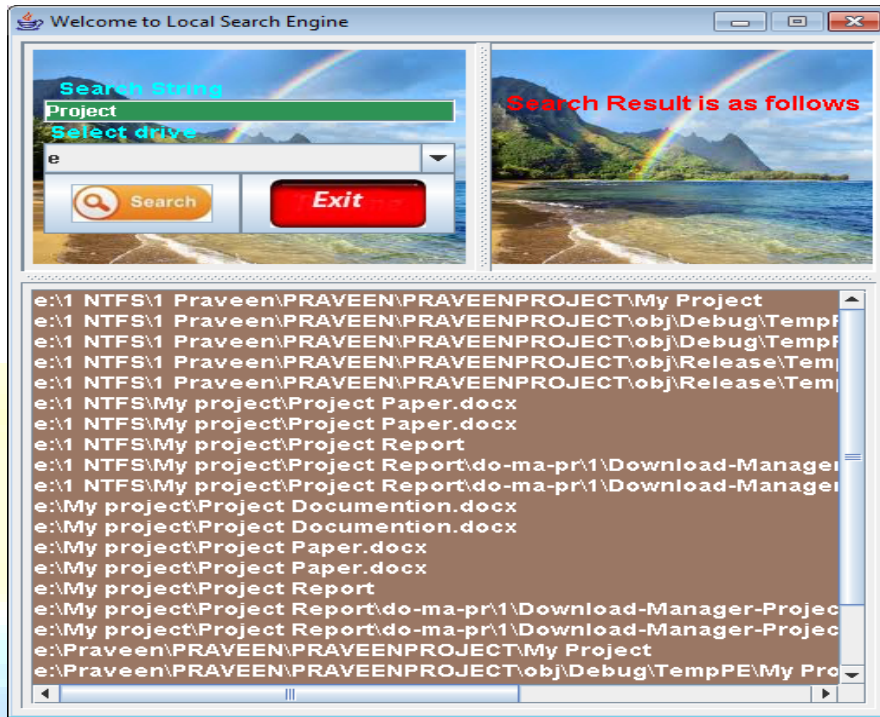 Welcome to Local Search Engine
Search String
Project
Select drive
e
Search
Exit
Search Result is as follows
e:\1 NTFS\1 Praveen\PRAVEEN\PRAVEENPROJECT\My Project
e:\1 NTFS\1 Praveen\PRAVEEN\PRAVEENPROJECT\obj\Debug\TempP
e:\1 NTFS\1 Praveen\PRAVEEN\PRAVEENPROJECT\obj\Debug\TempP
e:\1 NTFS\1 Praveen\PRAVEEN\PRAVEENPROJECT\obj\Release\Tem
e:\1 NTFS\1 Praveen\PRAVEEN\PRAVEENPROJECT\obj\Release\Tem
e:\1 NTFS\My project\Project Paper.docx
e:\1 NTFS\My project\Project Paper.docx
e:\1 NTFS\My project\Project Report
e:\1 NTFS\My project\Project Report\do-ma-pr\1\Download-Manager
e:\1 NTFS\My project\Project Report\do-ma-pr\1\Download-Manager
e:\My project\Project Documention.docx
e:\My project\Project Documention.docx
e:\My project\Project Paper.docx
e:\My project\Project Paper.docx
e:\My project\Project Report
e:\My project\Project Report\do-ma-pr\1\Download-Manager-Projec
e:\My project\Project Report\do-ma-pr\1\Download-Manager-Projec
e:\Praveen\PRAVEEN\PRAVEENPROJECT\My Project
e:\Praveen\PRAVEEN\PRAVEENPROJECT\obj\Debug\TempPE\My Pro